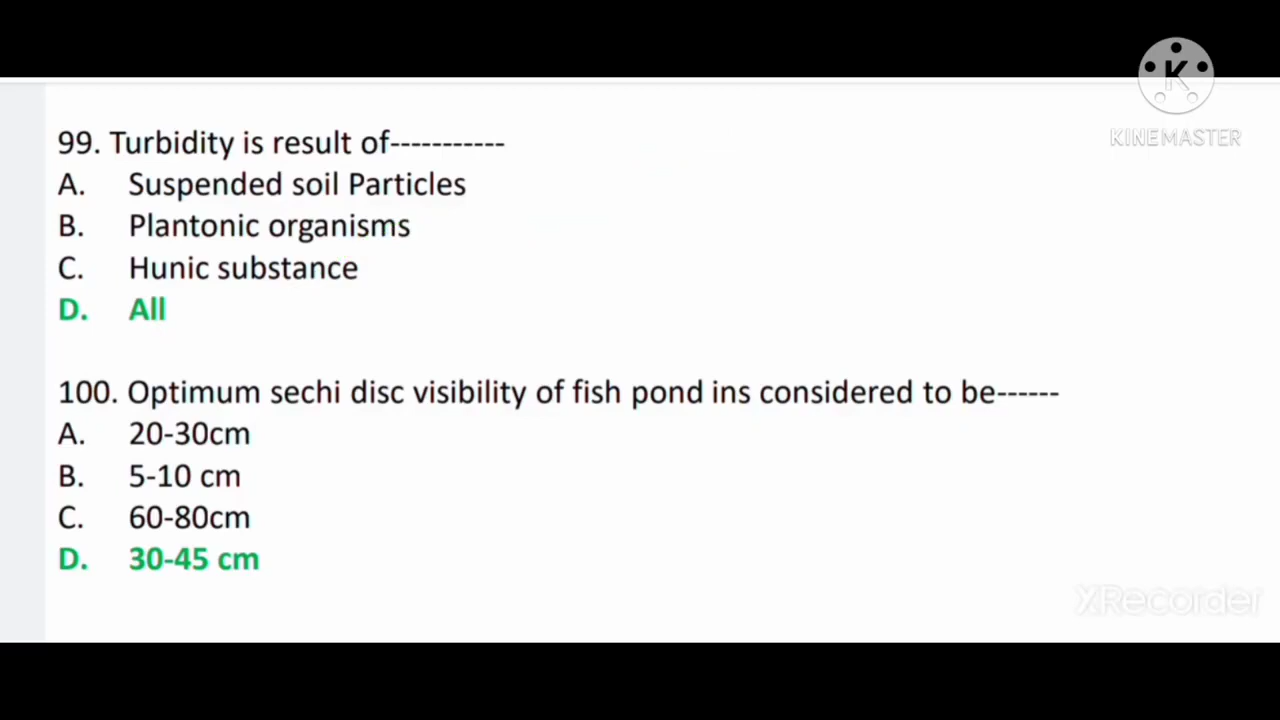 K
KINEMASTER
99. Turbidity is result of-----------
A. Suspended soil Particles
B. Plantonic organisms
C. Hunic substance
D. All
100. Optimum sechi disc visibility of fish pond ins considered to be------
A. 20-30cm
B. 5-10 cm
C. 60-80cm
D. 30-45 cm
XRecorder